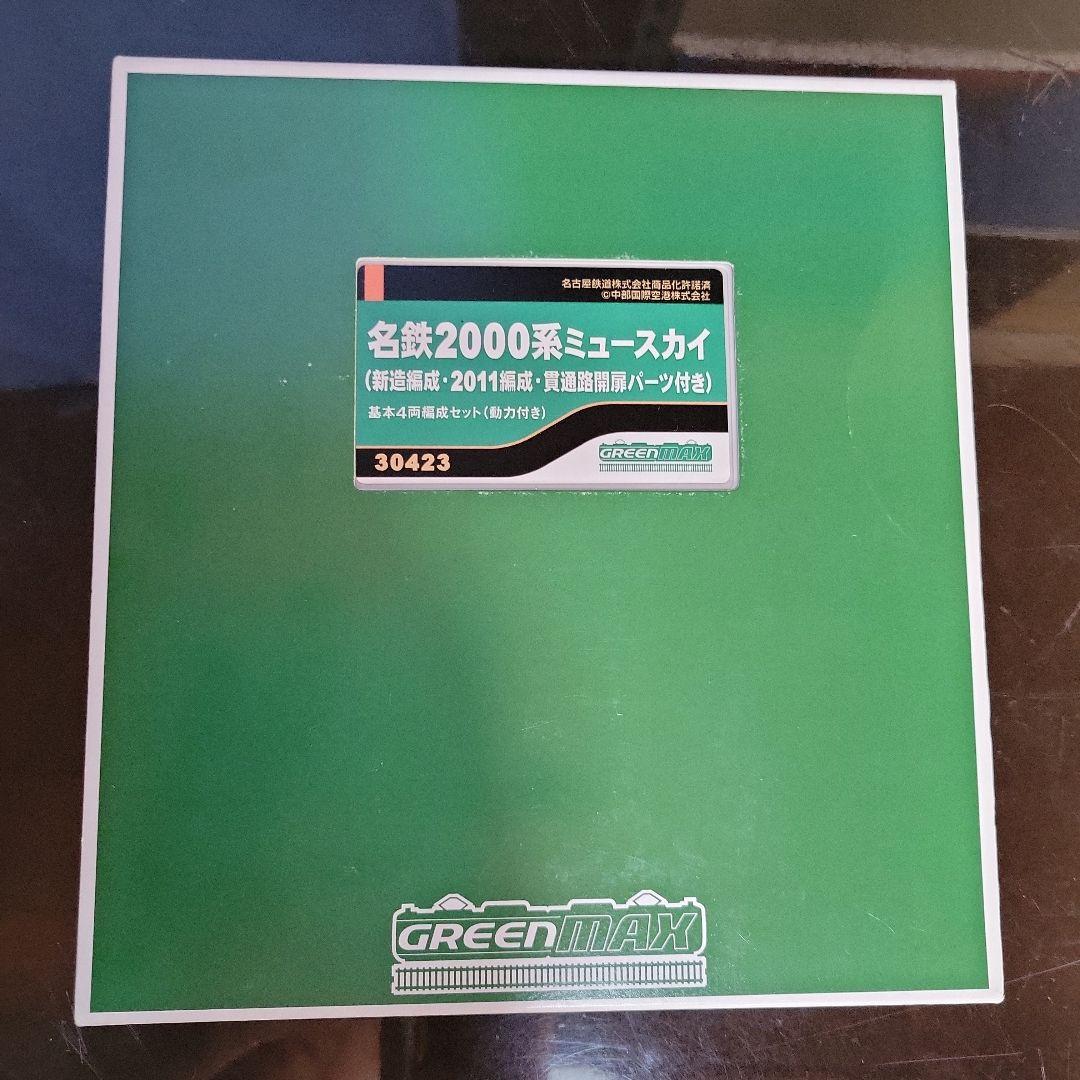 名古屋鉄道株式会社商品化許諾済
©中部国際空港株式会社
名鉄2000系ミュースカイ
(新造編成・2011編成・貫通路開扉パーツ付き)
基本4両編成セット(動力付き)
30423
GREENMAX
GREENMAX